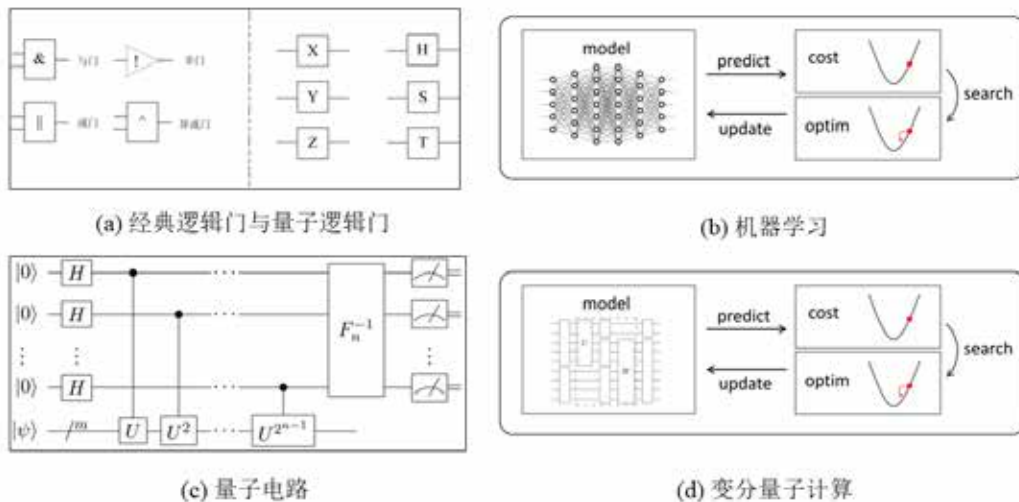 & 与门 ! 非门
|| 或门 ^ 异或门
X H
Y S
Z T
(a) 经典逻辑门与量子逻辑门
model
predict
update
cost
optim
search
(b) 机器学习
|0⟩ H
|0⟩ H
⋮ ⋮
|0⟩ H
|ψ⟩ /m U U² ⋯ U^{2^{n-1}}
F_n^{-1}
(c) 量子电路
model
predict
update
cost
optim
search
(d) 变分量子计算